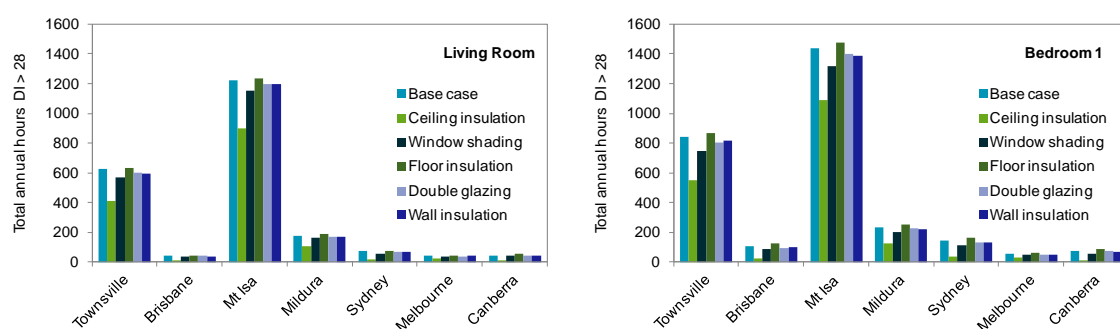 Total annual hours DI > 28
1600
1400
1200
1000
800
600
400
200
0
Living Room
Base case
Ceiling insulation
Window shading
Floor insulation
Double glazing
Wall insulation
Townsville
Brisbane
Mt Isa
Mildura
Sydney
Melbourne
Canberra
Total annual hours DI > 28
1600
1400
1200
1000
800
600
400
200
0
Bedroom 1
Base case
Ceiling insulation
Window shading
Floor insulation
Double glazing
Wall insulation
Townsville
Brisbane
Mt Isa
Mildura
Sydney
Melbourne
Canberra